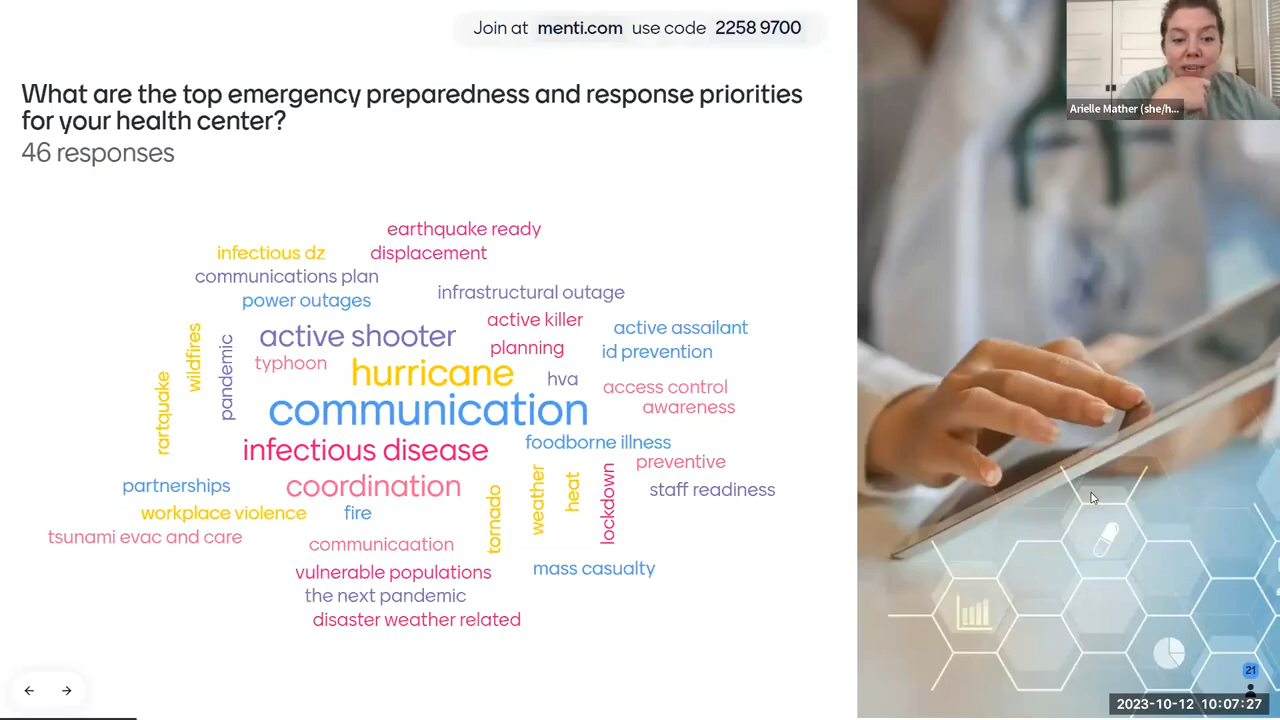 Join at menti.com use code 2258 9700
What are the top emergency preparedness and response priorities
for your health center?
46 responses
Arielle Mather (she/h...
earthquake ready
infectious dz
displacement
communications plan
infrastructural outage
power outages
active killer
active assailant
active shooter
planning
id prevention
wildfires
pandemic
typhoon
hurricane
hva
access control
rartquake
communication
awareness
infectious disease
foodborne illness
preventive
partnerships
coordination
tornado
weather
heat
lockdown
staff readiness
workplace violence
fire
tsunami evac and care
communicaation
vulnerable populations
mass casualty
the next pandemic
disaster weather related
21
2023-10-12 10:07:27